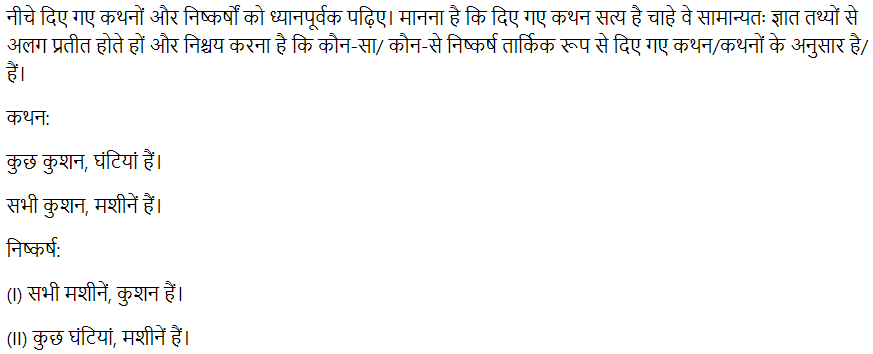 नीचे दिए गए कथनों और निष्कर्षों को ध्यानपूर्वक पढ़िए। मानना है कि दिए गए कथन सत्य है चाहे वे सामान्यतः ज्ञात तथ्यों से
अलग प्रतीत होते हों और निश्चय करना है कि कौन-सा/ कौन-से निष्कर्ष तार्किक रूप से दिए गए कथन/कथनों के अनुसार है/
हैं।
कथन:
कुछ कुशन, घंटियां हैं।
सभी कुशन, मशीनें हैं।
निष्कर्ष:
(I) सभी मशीनें, कुशन हैं।
(II) कुछ घंटियां, मशीनें हैं।